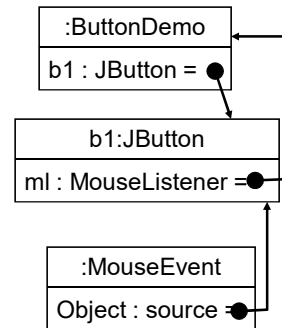 :ButtonDemo
b1 : JButton =
b1:JButton
ml : MouseListener =
:MouseEvent
Object : source =